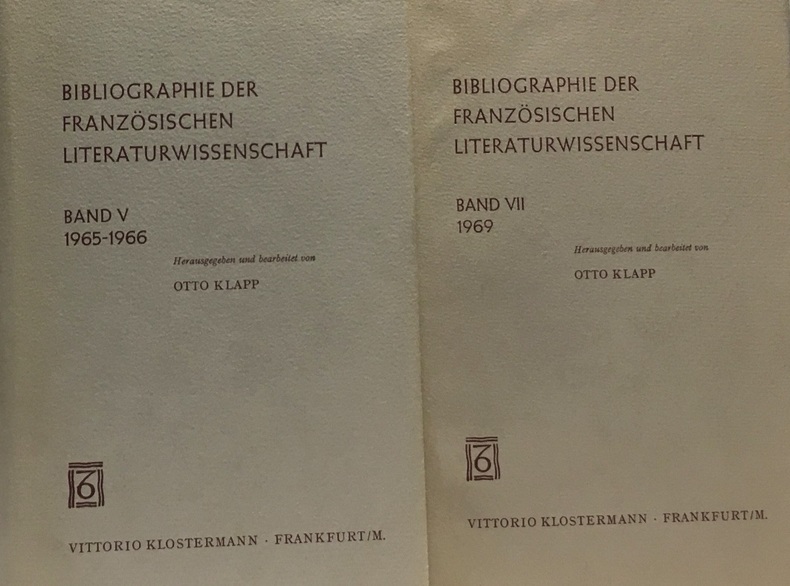 BIBLIOGRAPHIE DER
FRANZÖSISCHEN
LITERATURWISSENSCHAFT
BAND V
1965-1966
Herausgegeben und bearbeitet von
OTTO KLAPP
VITTORIO KLOSTERMANN · FRANKFURT/M.
BIBLIOGRAPHIE DER
FRANZÖSISCHEN
LITERATURWISSENSCHAFT
BAND VII
1969
Herausgegeben und bearbeitet von
OTTO KLAPP
VITTORIO KLOSTERMANN · FRANKFURT/M.